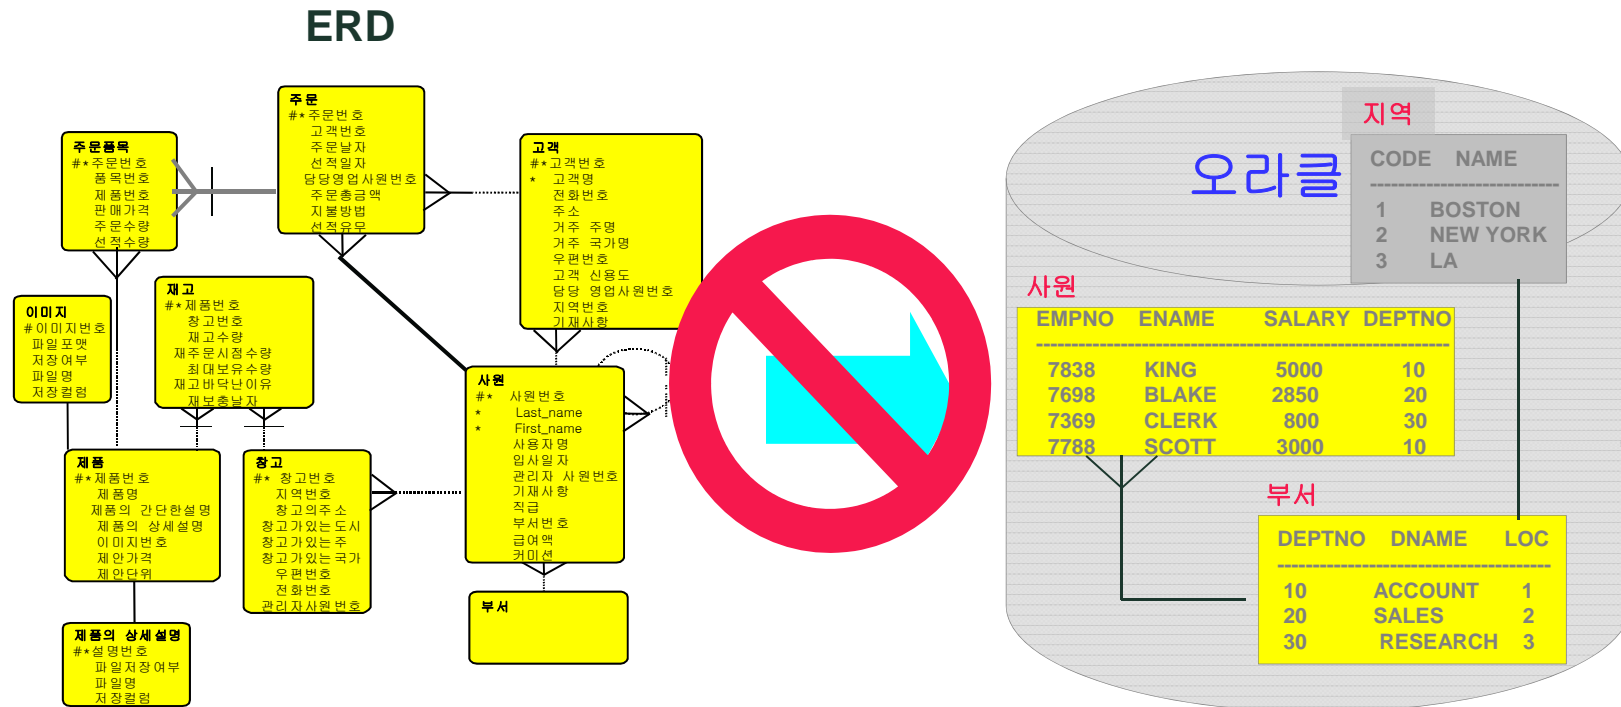 ERD
주문
#*주문번호
고객번호
주문날자
선적일자
담당영업사원번호
주문총금액
지불방법
선적유무
주문품목
#*주문번호
품목번호
제품번호
판매가격
주문수량
선적수량
고객
#*고객번호
* 고객명
전화번호
주소
거주 주명
거주 국가명
우편번호
고객 신용도
담당 영업사원번호
지역번호
기재사항
이미지
#이미지번호
파일포맷
저장여부
파일명
저장컬럼
재고
#*제품번호
창고번호
재고수량
재주문시점수량
최대보유수량
재고바닥난이유
재보충날자
사원
#* 사원번호
* Last_name
* First_name
사용자명
입사일자
관리자 사원번호
기재사항
직급
부서번호
급여액
커미션
제품
#*제품번호
제품명
제품의 간단한설명
제품의 상세설명
이미지번호
제안가격
제안단위
창고
#* 창고번호
지역번호
창고의주소
창고가있는도시
창고가있는주
창고가있는국가
우편번호
전화번호
관리자사원번호
부서
제품의 상세설명
#*설명번호
파일저장여부
파일명
저장컬럼
오라클
지역
CODE NAME
------------------------------
1 BOSTON
2 NEW YORK
3 LA
사원
EMPNO ENAME SALARY DEPTNO
----------------------------------------------------------------
7838 KING 5000 10
7698 BLAKE 2850 20
7369 CLERK 800 30
7788 SCOTT 3000 10
부서
DEPTNO DNAME LOC
------------------------------------------
10 ACCOUNT 1
20 SALES 2
30 RESEARCH 3